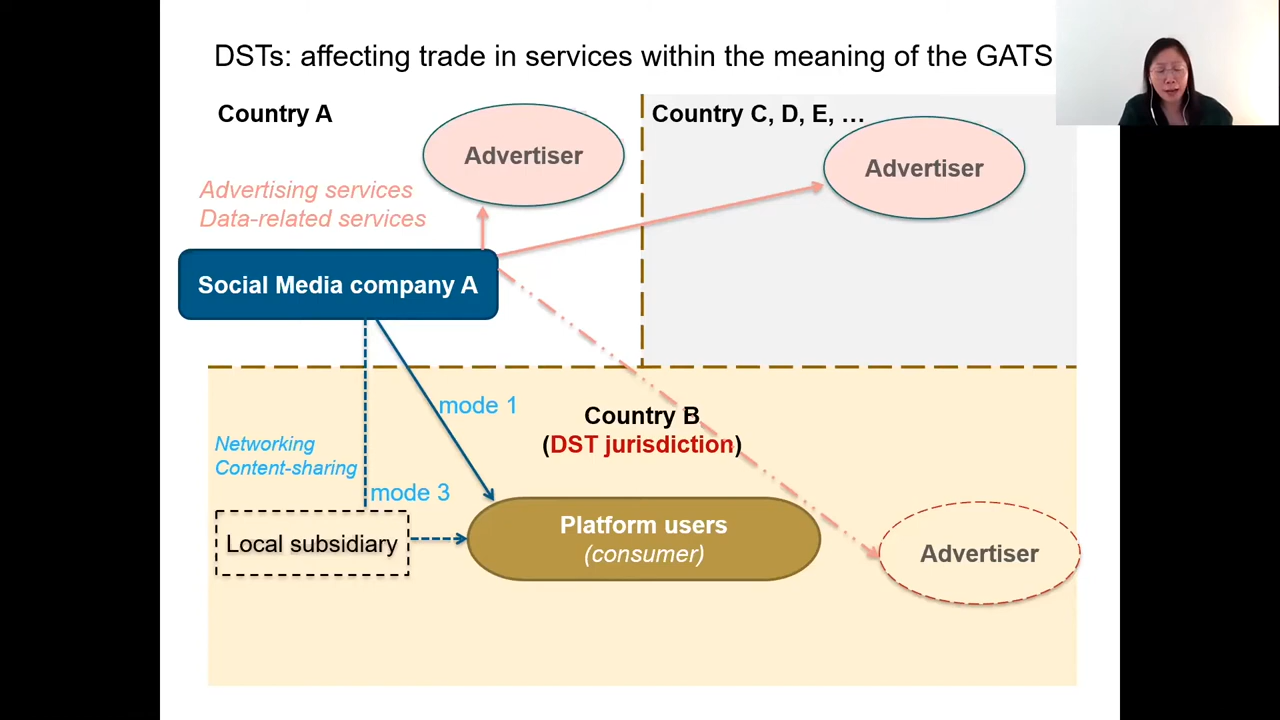 DSTs: affecting trade in services within the meaning of the GATS
Country A
Country C, D, E, …
Advertiser
Advertiser
Advertising services
Data-related services
Social Media company A
mode 1
Country B
(DST jurisdiction)
Networking
Content-sharing
mode 3
Local subsidiary
Platform users
(consumer)
Advertiser